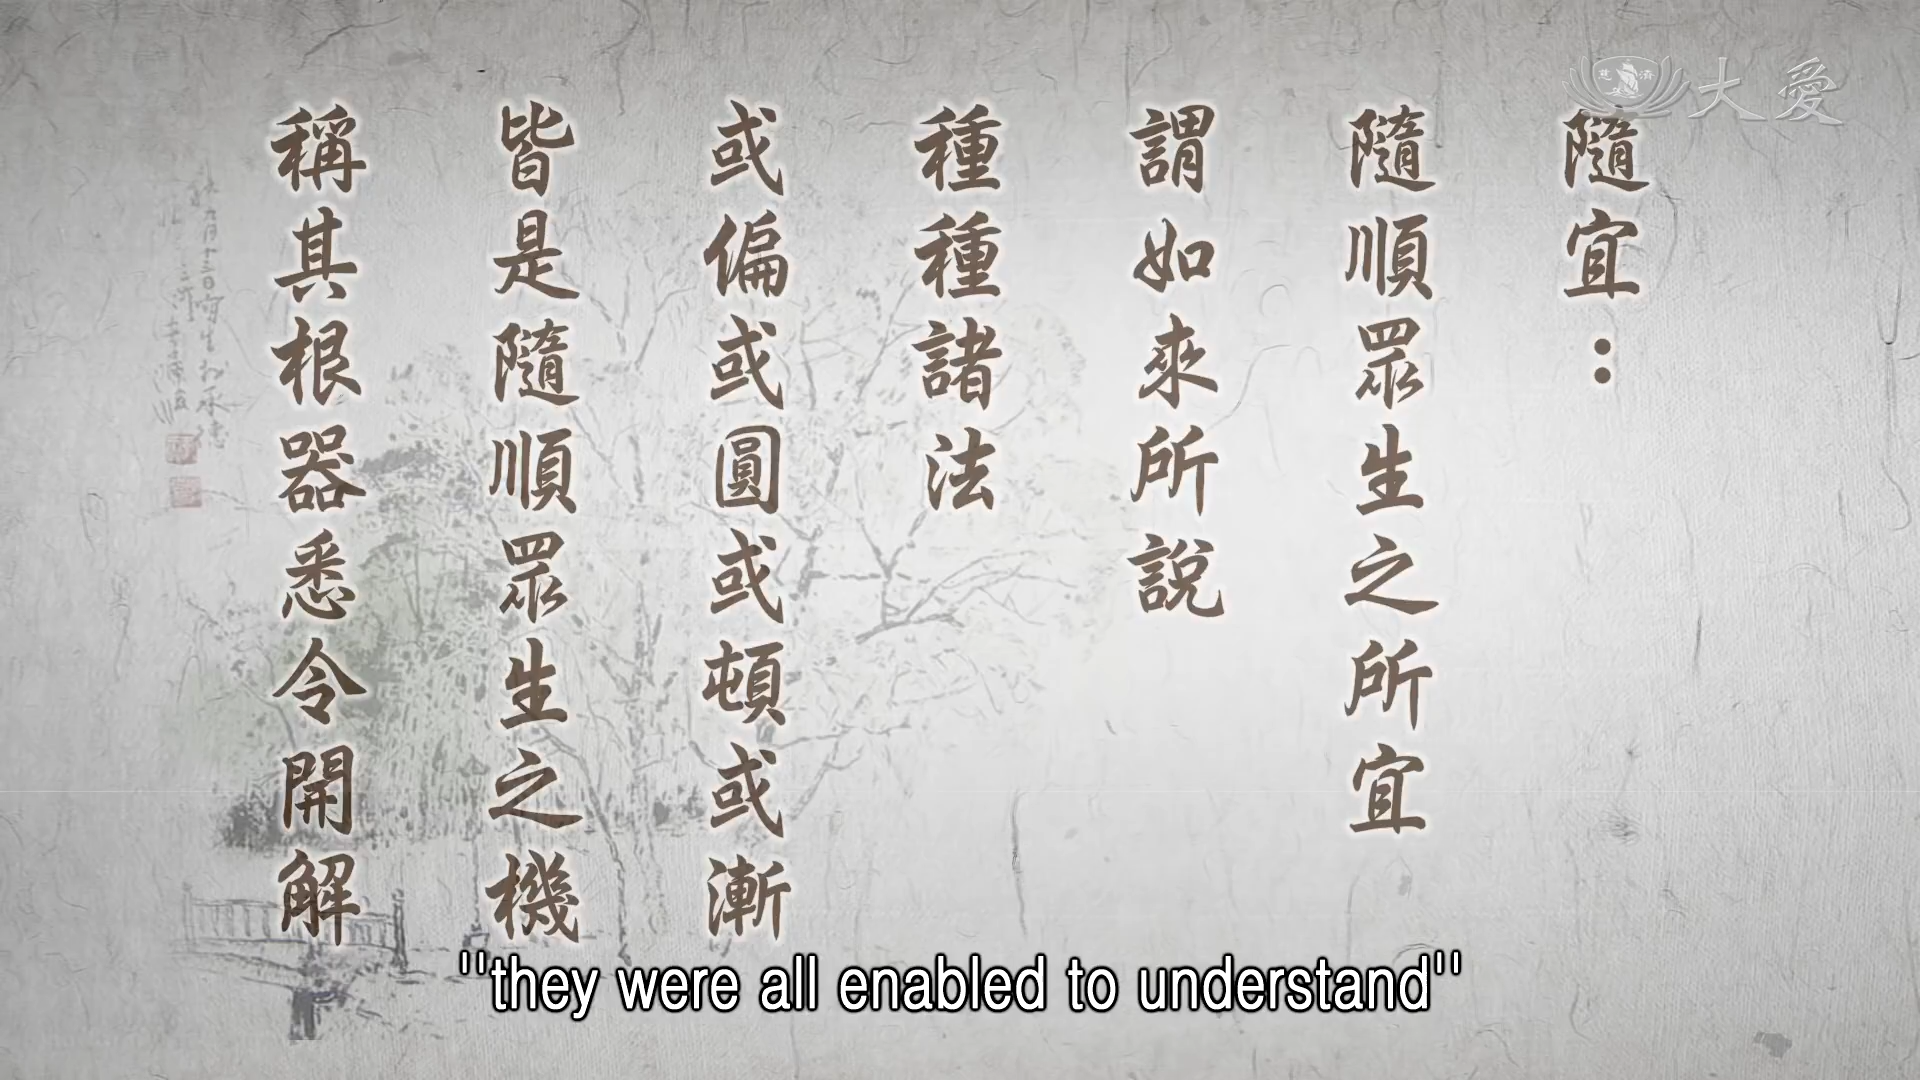 大愛
隨宜：
隨順眾生之所宜
謂如來所說
種種諸法
或偏或圓或頓或漸
皆是隨順眾生之機
稱其根器悉令開解
"they were all enabled to understand"